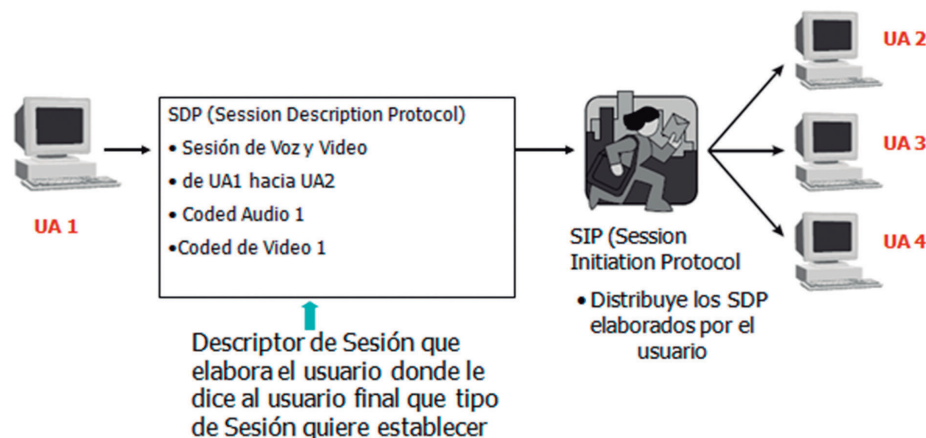 UA 1
SDP (Session Description Protocol)
• Sesión de Voz y Video
• de UA1 hacia UA2
• Coded Audio 1
•Coded de Video 1
Descriptor de Sesión que
elabora el usuario donde le
dice al usuario final que tipo
de Sesión quiere establecer
SIP (Session
Initiation Protocol
• Distribuye los SDP
elaborados por el
usuario
UA 2
UA 3
UA 4